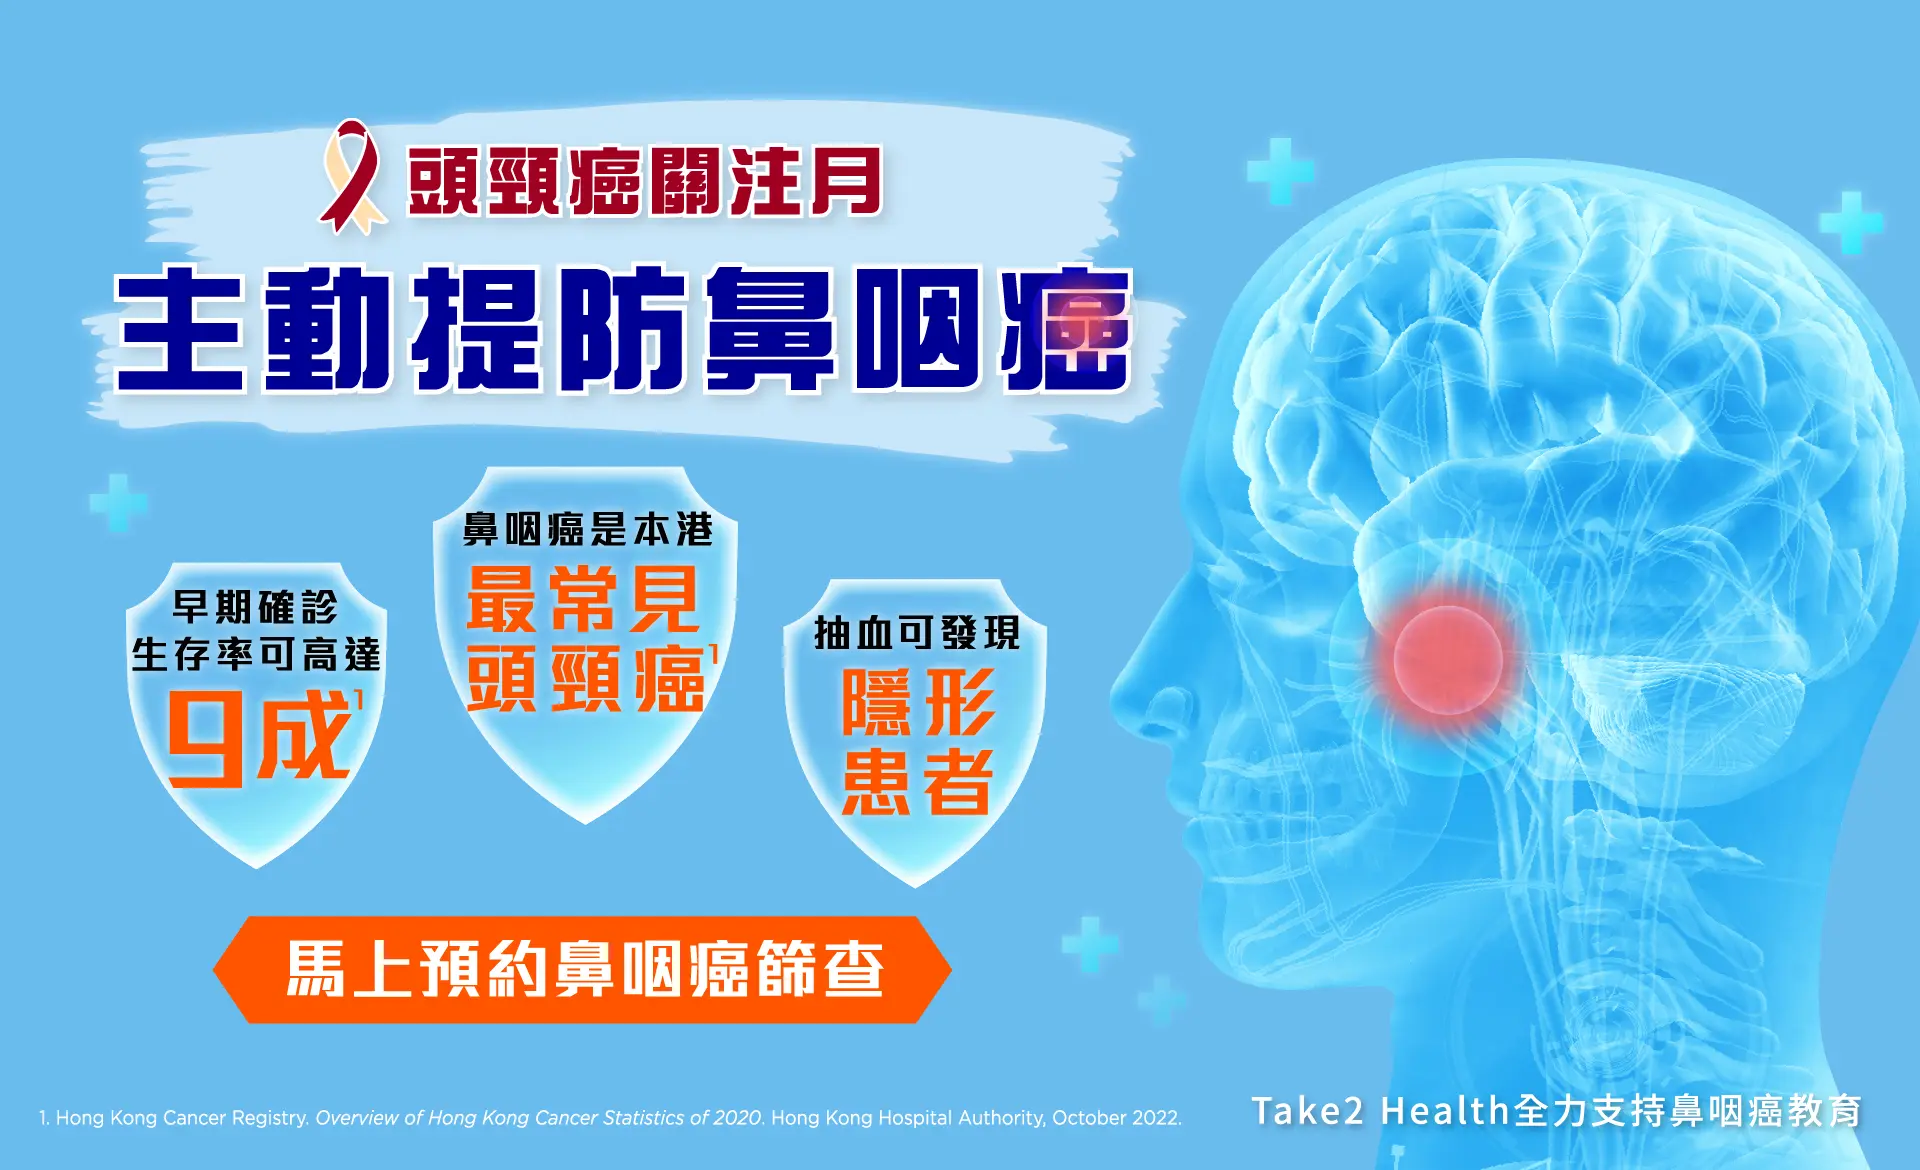 頭頸癌關注月
主動提防鼻咽癌
早期確診
生存率可高達
9成1
鼻咽癌是本港
最常見
頭頸癌1
抽血可發現
隱形
患者
馬上預約鼻咽癌篩查
1. Hong Kong Cancer Registry. Overview of Hong Kong Cancer Statistics of 2020. Hong Kong Hospital Authority, October 2022.
Take2 Health全力支持鼻咽癌教育